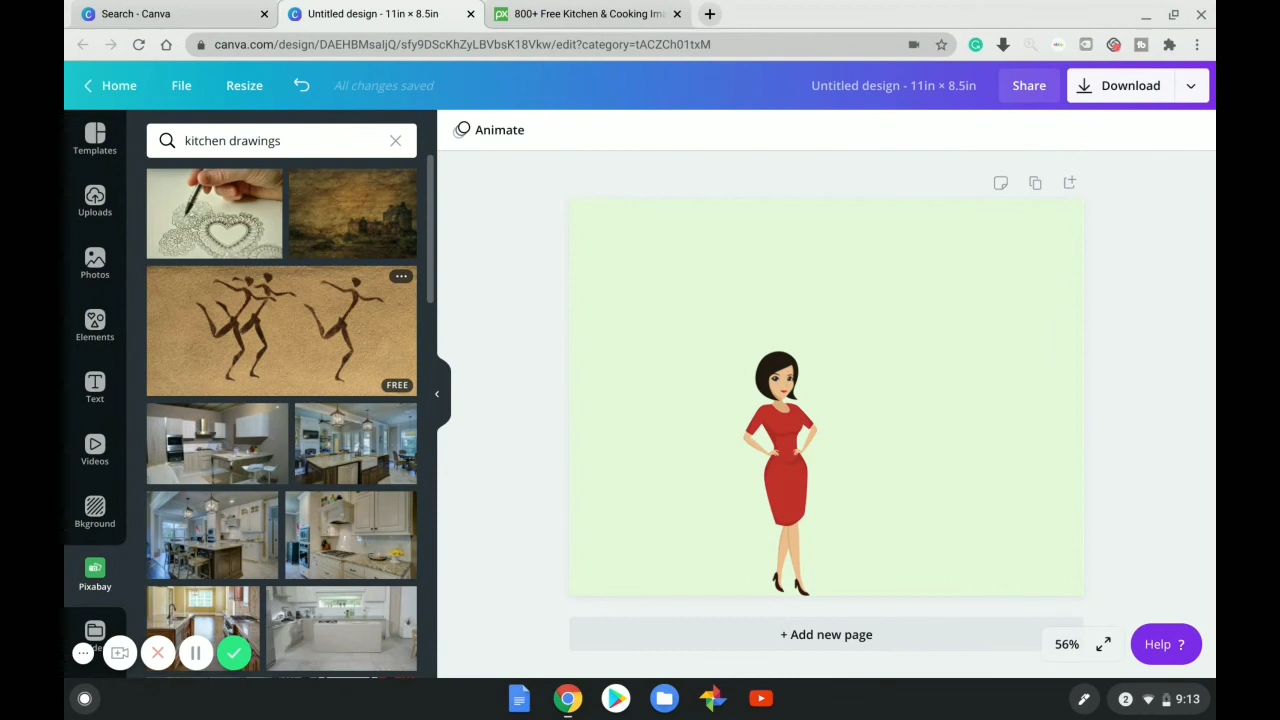 Search - Canva
Untitled design - 11in × 8.5in
800+ Free Kitchen & Cooking Ima
canva.com/design/DAEHBMsaljQ/sfy9DScKhZyLBVbsK18Vkw/edit?category=tACZCh01txM
Home
File
Resize
All changes saved
Untitled design - 11in × 8.5in
Share
Download
Templates
Uploads
Photos
Elements
Text
Videos
Bkground
Pixabay
kitchen drawings
FREE
Animate
+ Add new page
56%
Help ?
2
9:13